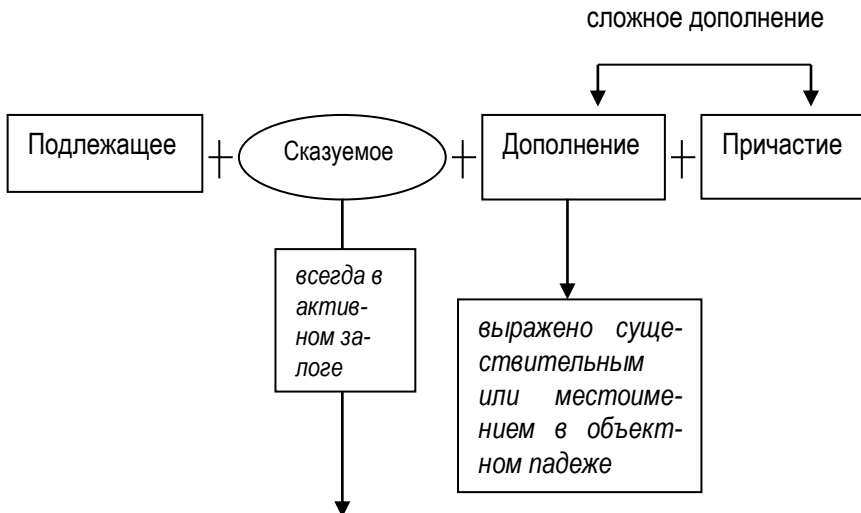 сложное дополнение
Подлежащее + Сказуемое + Дополнение + Причастие
всегда в
актив-
ном за-
логе
выражено суще-
ствительным
или местоиме-
нием в объект-
ном падеже